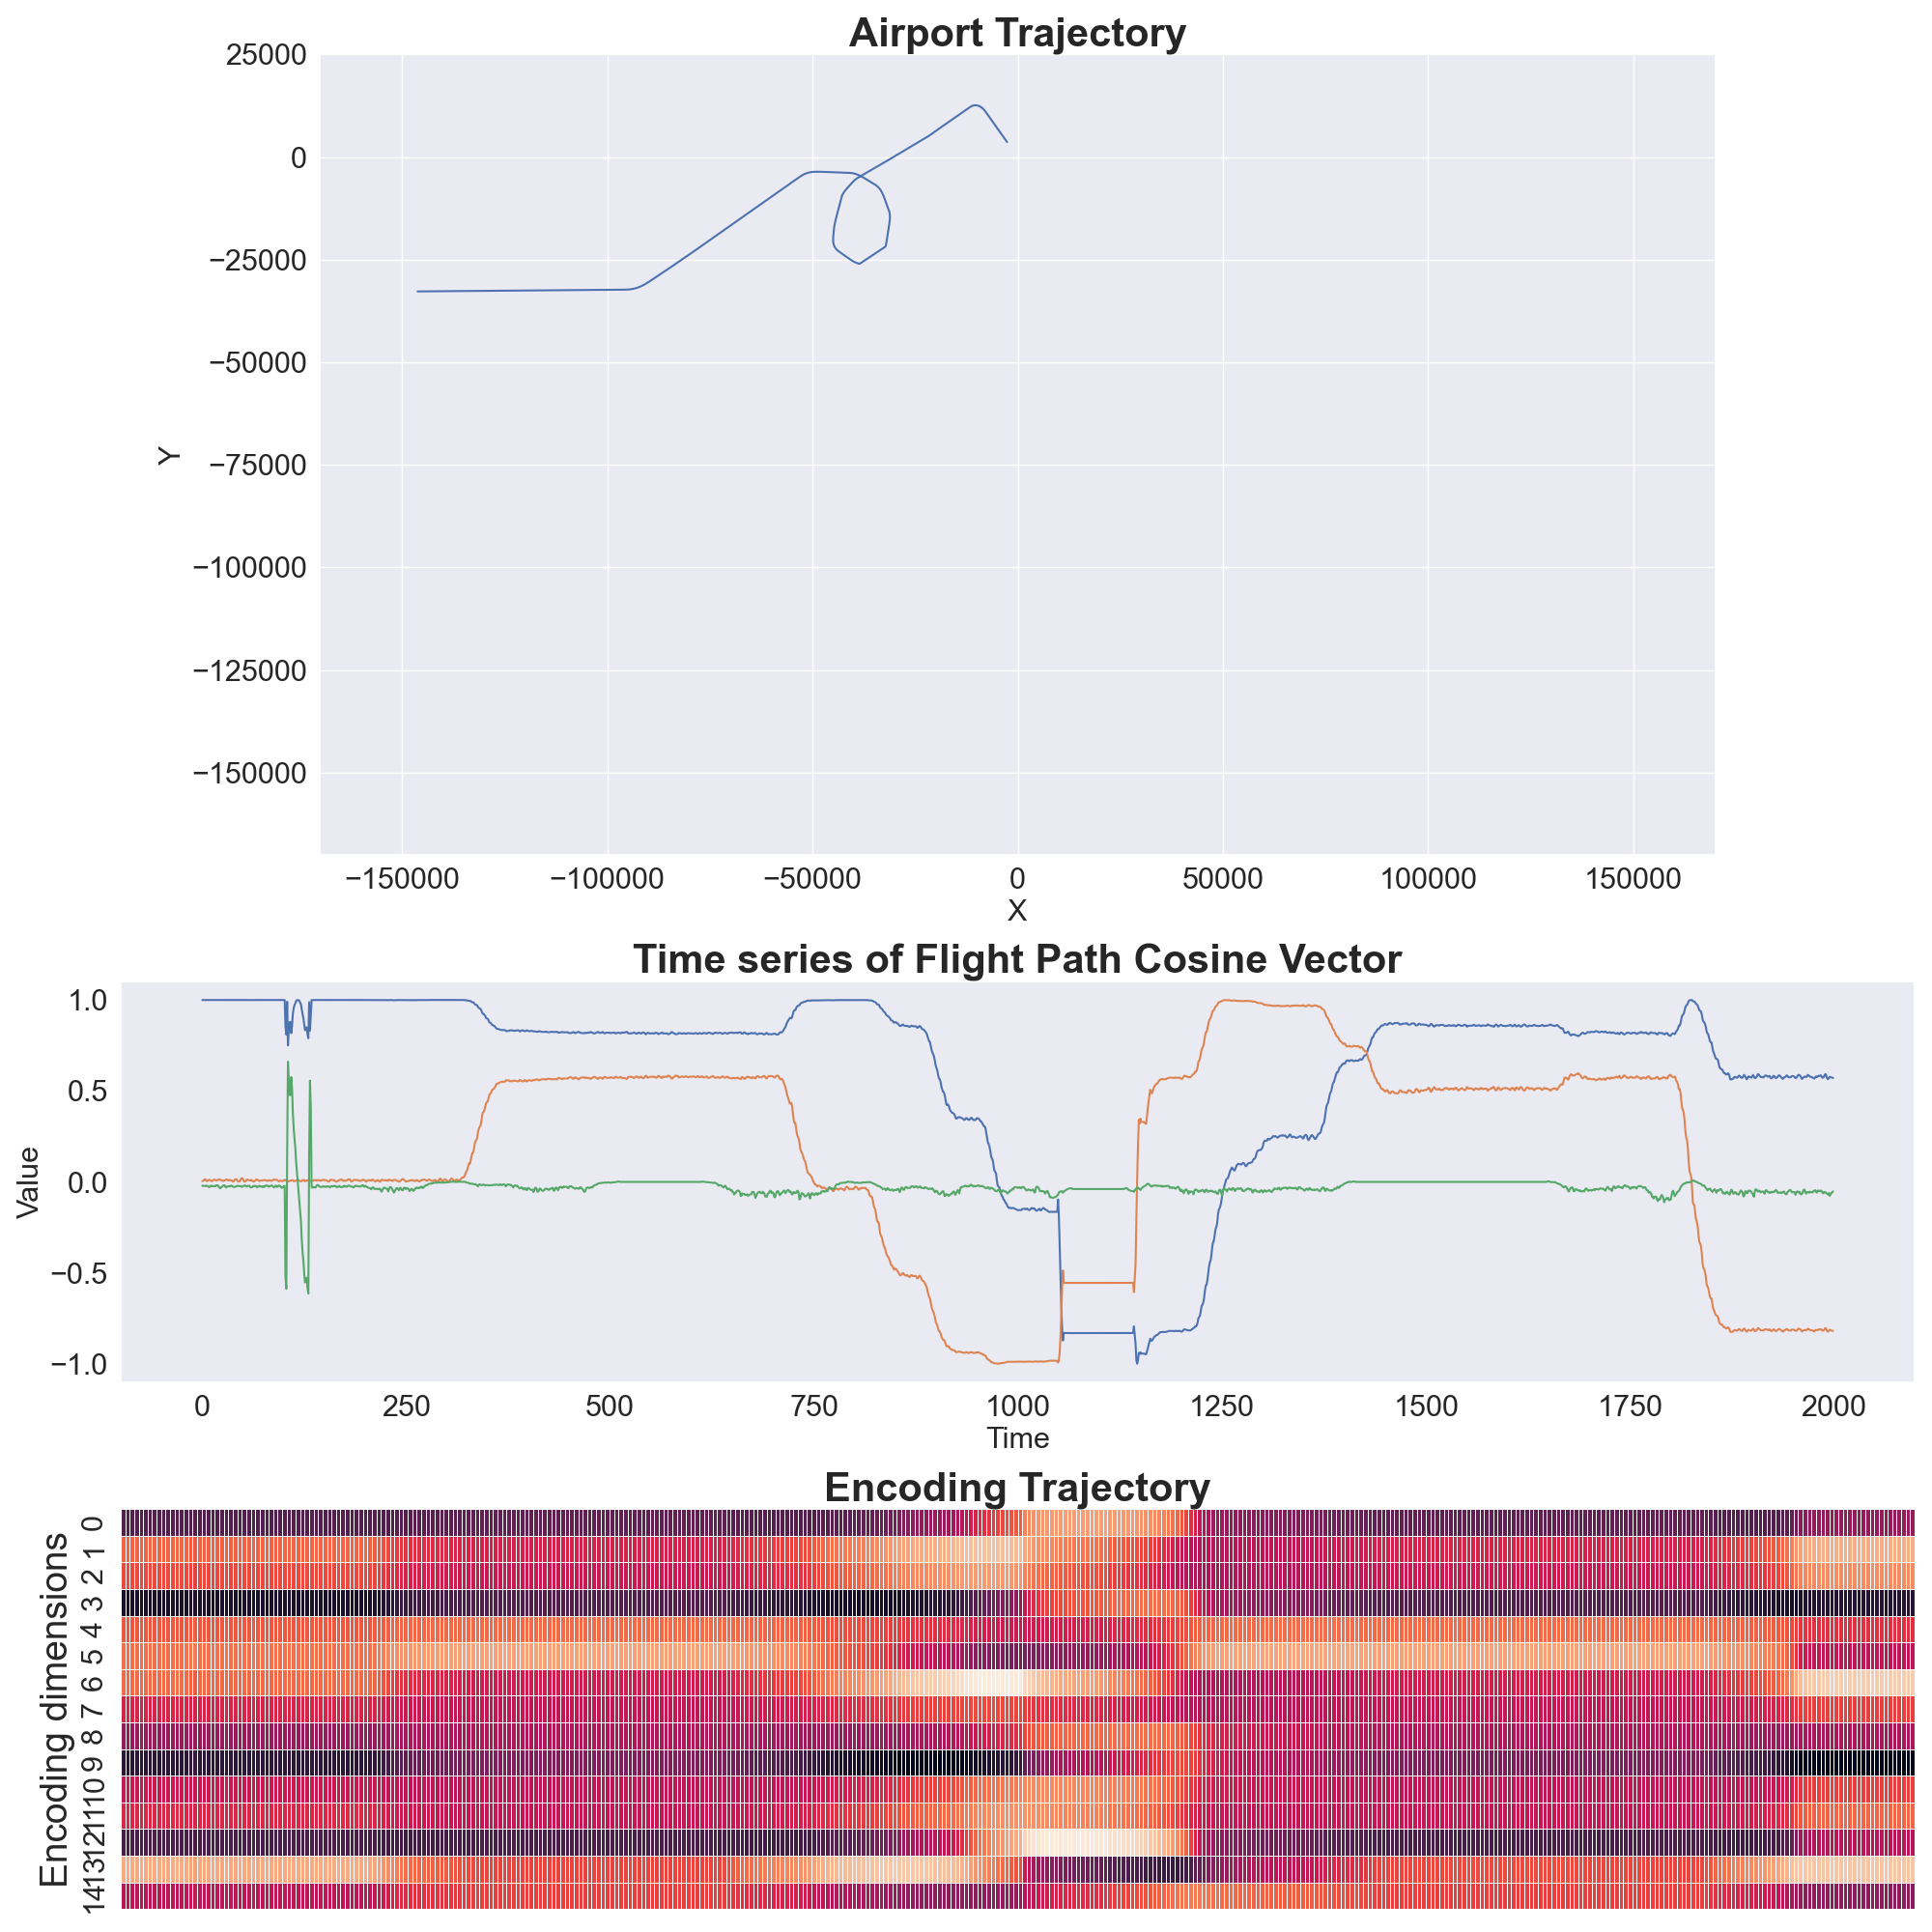 Airport Trajectory
25000
0
−25000
−50000
−75000
−100000
−125000
−150000
Y
−150000 −100000 −50000 0 50000 100000 150000
X
Time series of Flight Path Cosine Vector
1.0
0.5
0.0
−0.5
−1.0
Value
0 250 500 750 1000 1250 1500 1750 2000
Time
Encoding Trajectory
Encoding dimensions
0
1
2
3
4
5
6
7
8
9
10
11
12
13
14